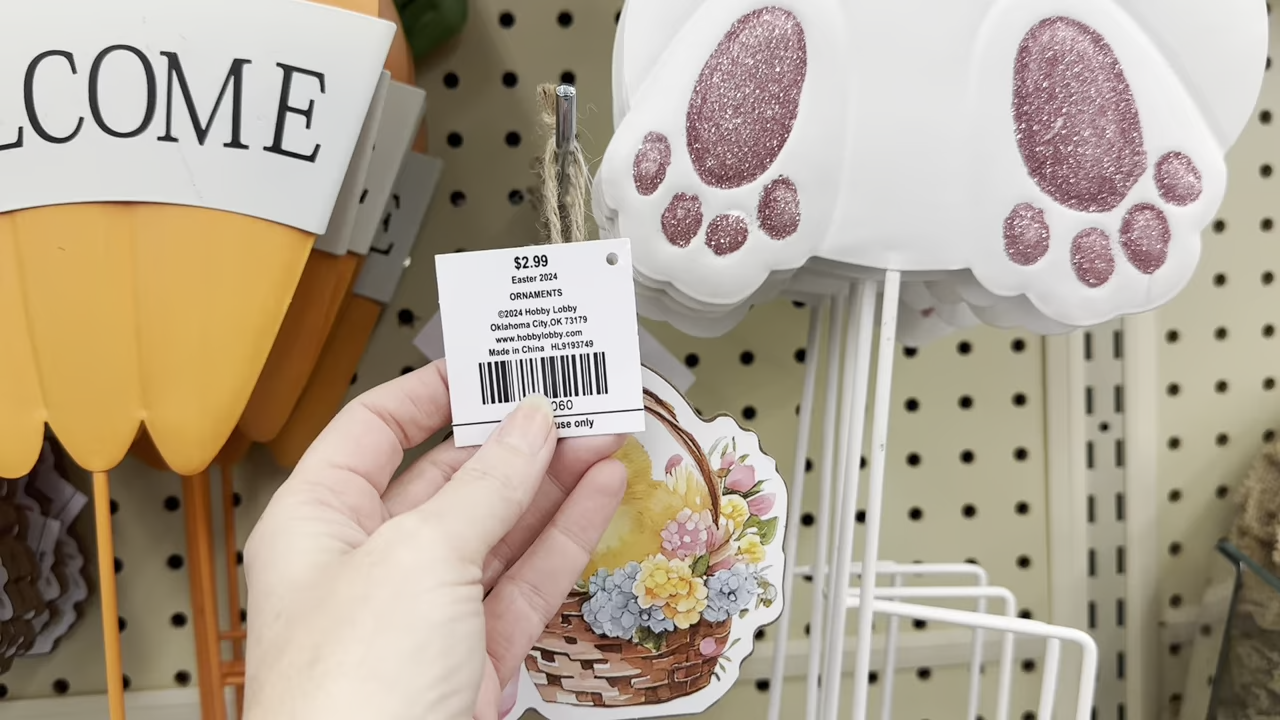 COME
$2.99
Easter 2024
ORNAMENTS
©2024 Hobby Lobby
Oklahoma City,OK 73179
www.hobbylobby.com
Made in China HL9193749
060
use only